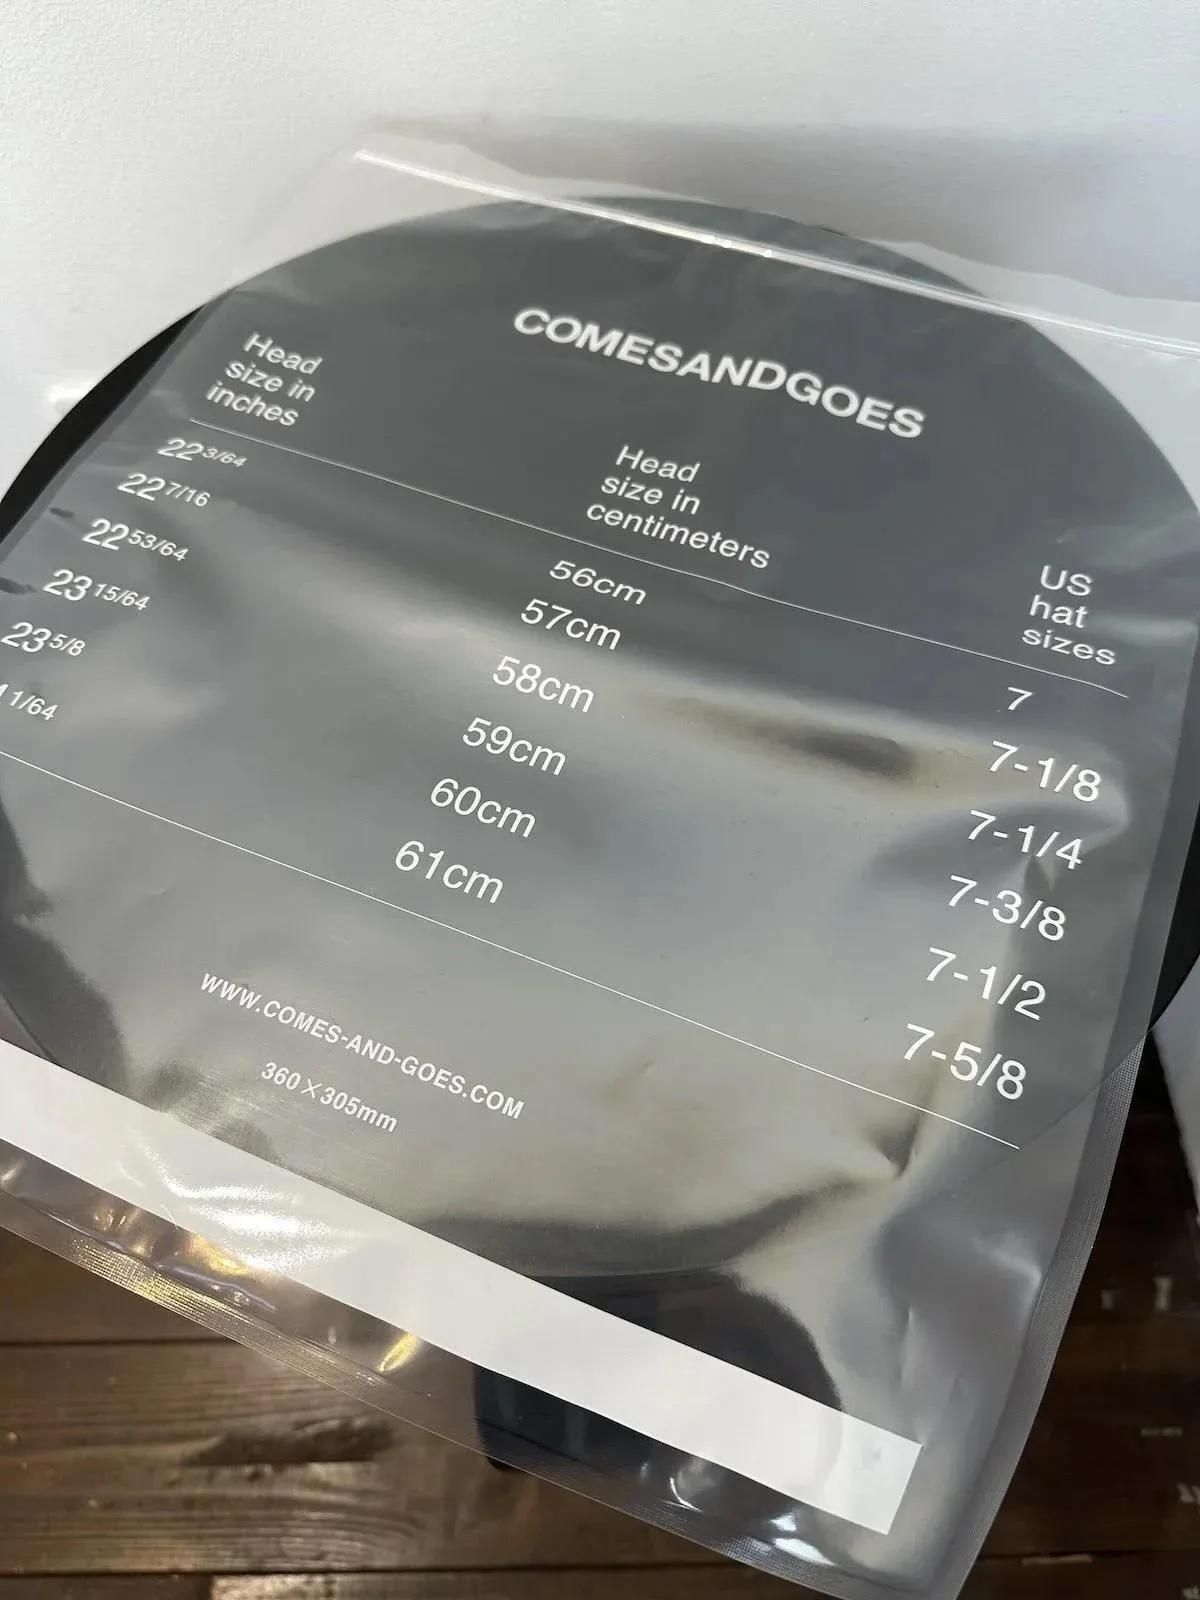 COMESANDGOES
Head
size in
inches
Head
size in
centimeters
US
hat
sizes
22 3/64 56cm 7
22 7/16 57cm 7-1/8
22 53/64 58cm 7-1/4
23 15/64 59cm 7-3/8
23 5/8 60cm 7-1/2
1/64 61cm 7-5/8
WWW.COMES-AND-GOES.COM
360×305mm